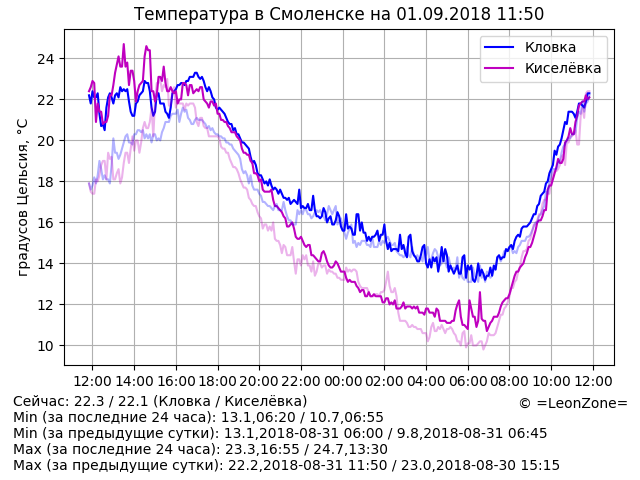 Температура в Смоленске на 01.09.2018 11:50
Кловка
Киселёвка
градусов Цельсия, °C
24
22
20
18
16
14
12
10
12:00 14:00 16:00 18:00 20:00 22:00 00:00 02:00 04:00 06:00 08:00 10:00 12:00
Сейчас: 22.3 / 22.1 (Кловка / Киселёвка)
© =LeonZone=
Min (за последние 24 часа): 13.1,06:20 / 10.7,06:55
Min (за предыдущие сутки): 13.1,2018-08-31 06:00 / 9.8,2018-08-31 06:45
Max (за последние 24 часа): 23.3,16:55 / 24.7,13:30
Max (за предыдущие сутки): 22.2,2018-08-31 11:50 / 23.0,2018-08-30 15:15